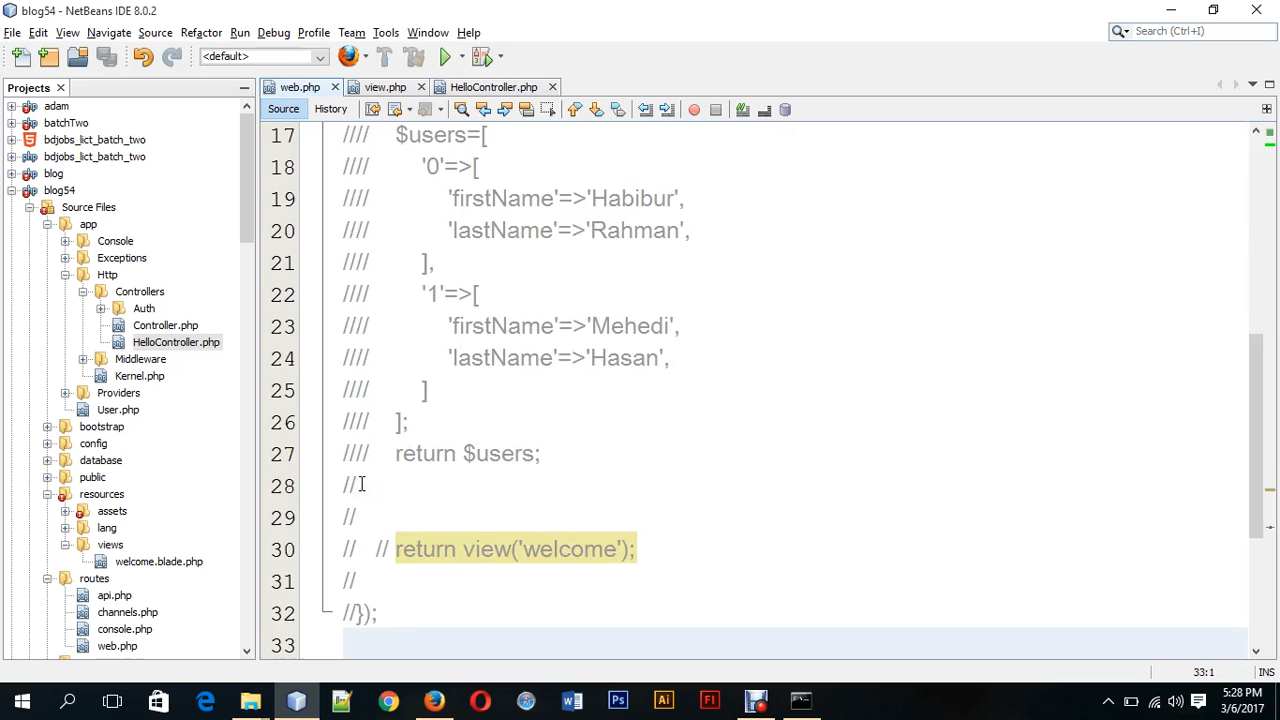 blog54 - NetBeans IDE 8.0.2
File Edit View Navigate Source Refactor Run Debug Profile Team Tools Window Help
Search (Ctrl+I)
<default>
Projects
web.php view.php HelloController.php
Source History
adam
batchTwo
bdjobs_lict_batch_two
bdjobs_lict_batch_two
blog
blog54
Source Files
app
Console
Exceptions
Http
Controllers
Auth
Controller.php
HelloController.php
Middleware
Kernel.php
Providers
User.php
bootstrap
config
database
public
resources
assets
lang
views
welcome.blade.php
routes
api.php
channels.php
console.php
web.php
17 //// $users=[
18 //// '0'=>[
19 //// 'firstName'=>'Habibur',
20 //// 'lastName'=>'Rahman',
21 //// ],
22 //// '1'=>[
23 //// 'firstName'=>'Mehedi',
24 //// 'lastName'=>'Hasan',
25 //// ]
26 //// ];
27 //// return $users;
28 //
29 //
30 // // return view('welcome');
31 //
32 //});
33
33:1 INS
5:28 PM
3/6/2017